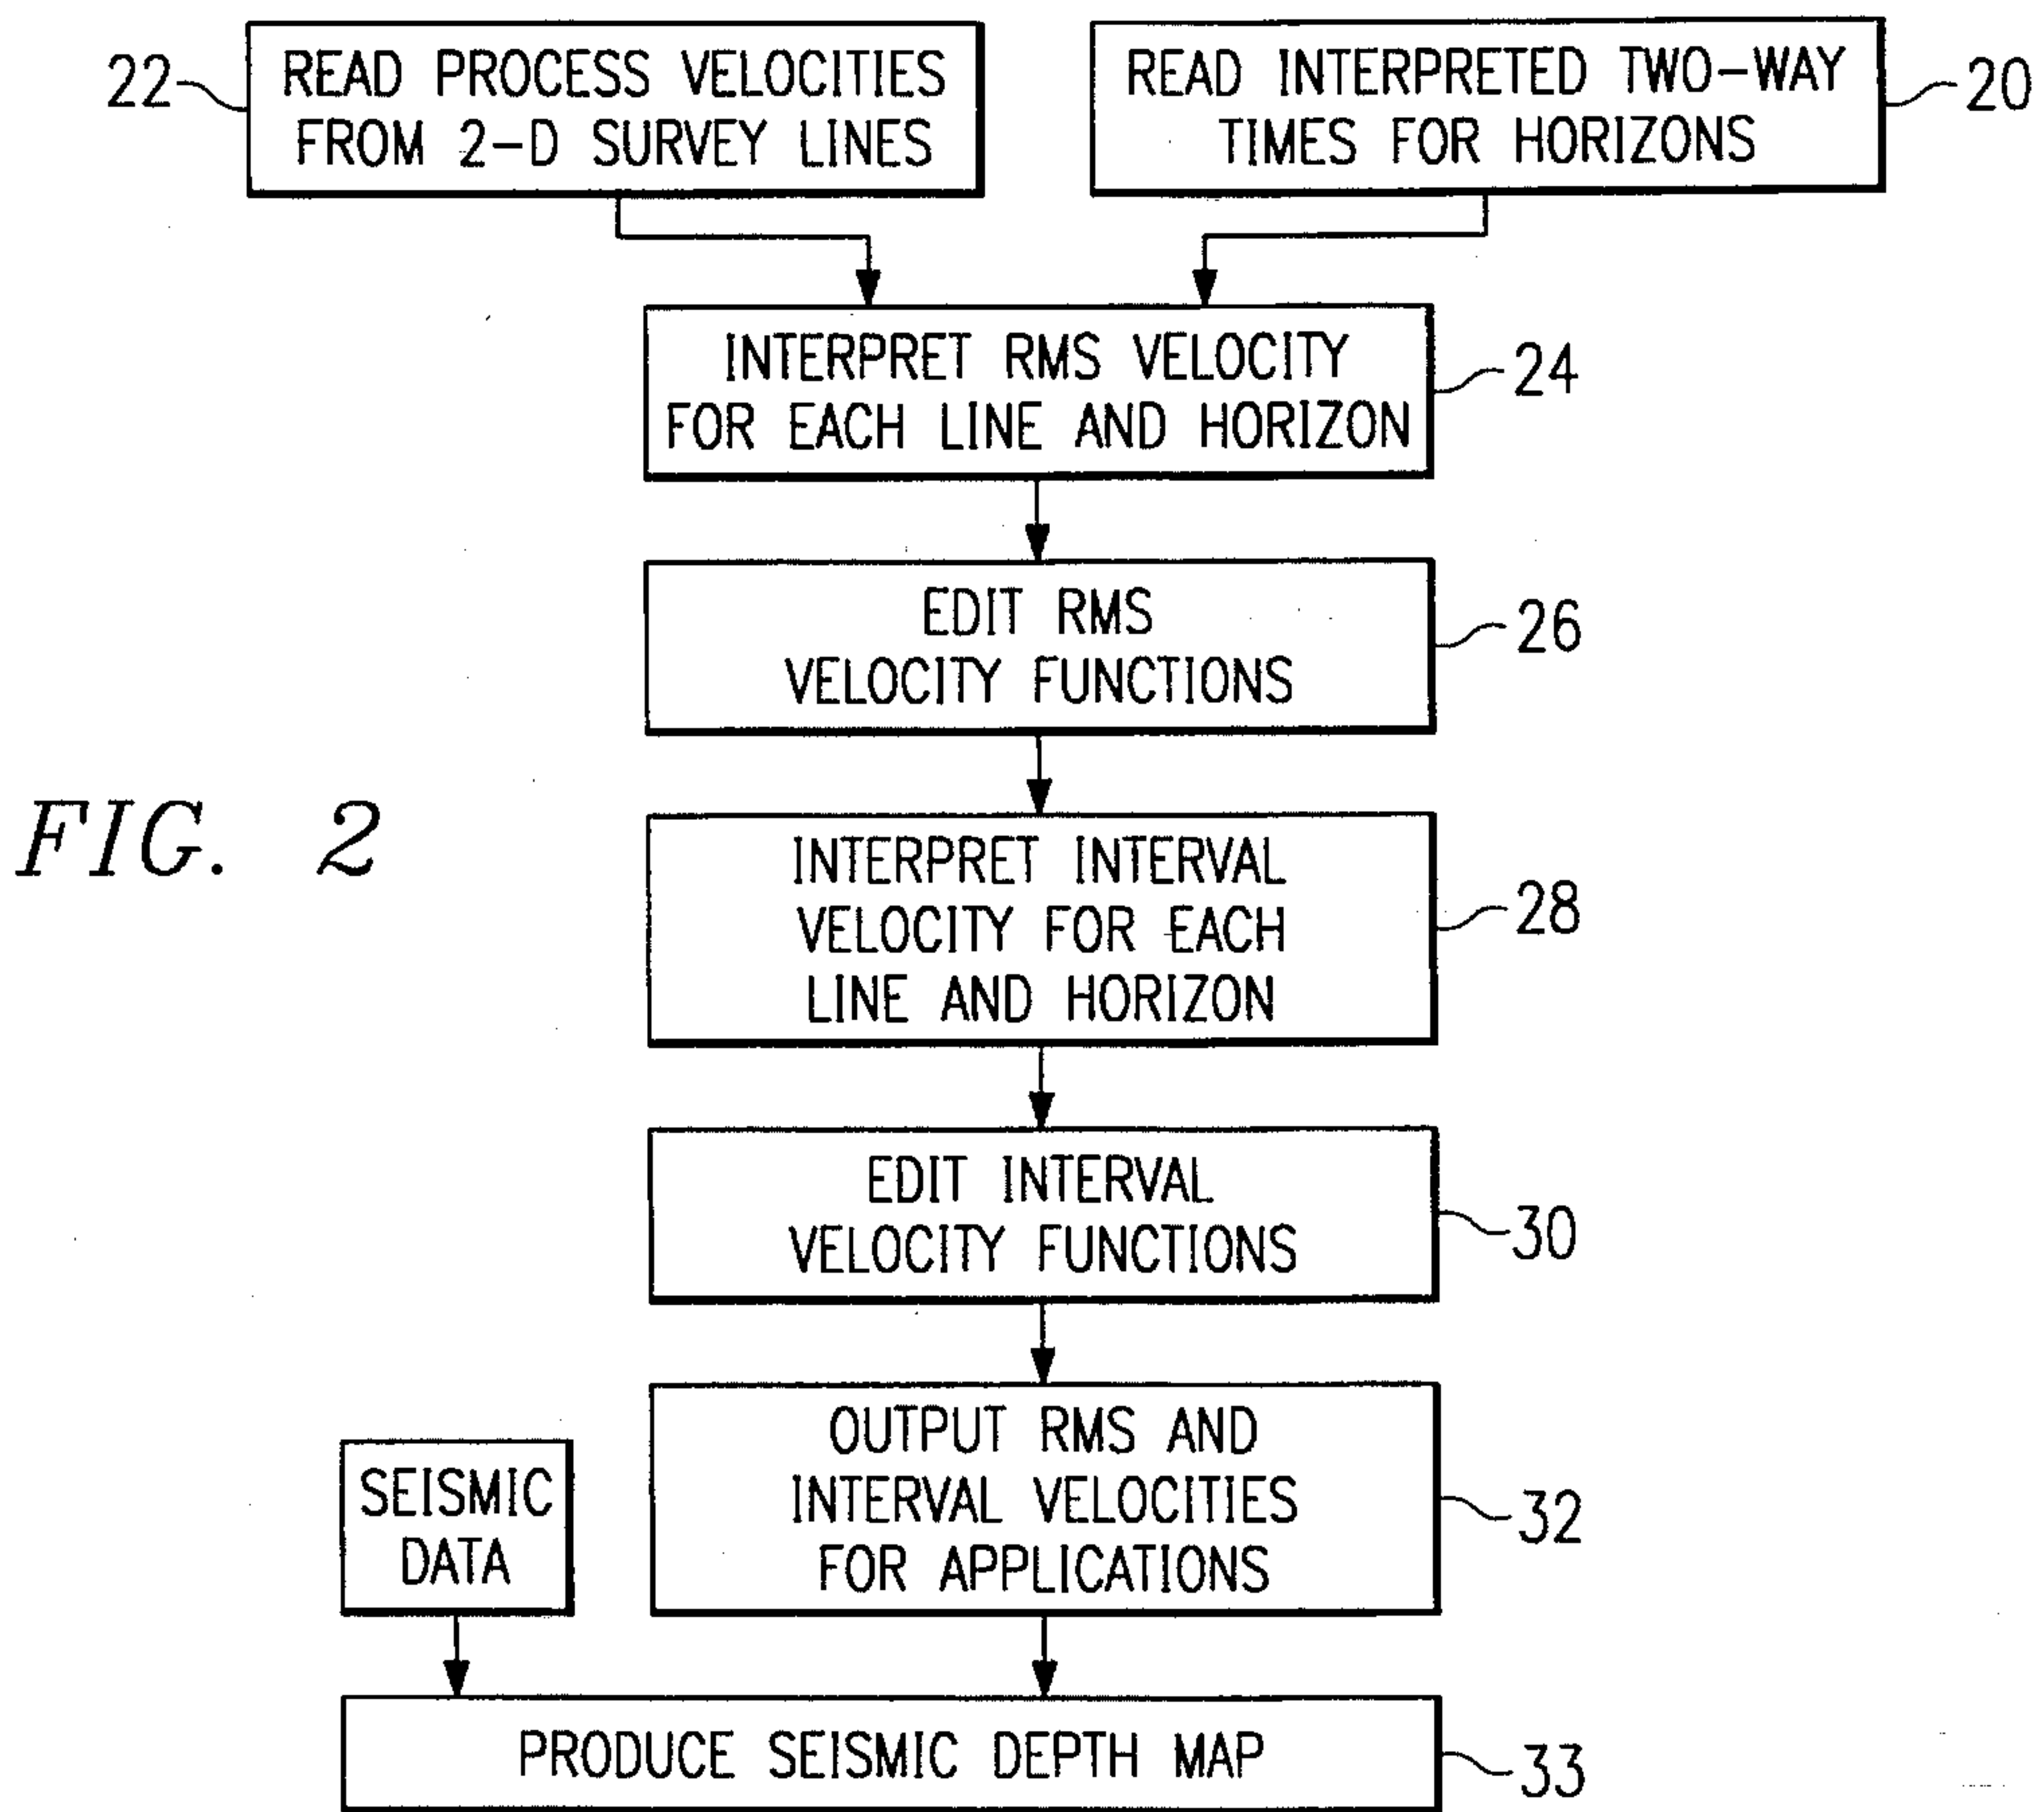 22
READ PROCESS VELOCITIES
FROM 2-D SURVEY LINES
READ INTERPRETED TWO-WAY
TIMES FOR HORIZONS
20
INTERPRET RMS VELOCITY
FOR EACH LINE AND HORIZON
24
EDIT RMS
VELOCITY FUNCTIONS
26
FIG. 2
INTERPRET INTERVAL
VELOCITY FOR EACH
LINE AND HORIZON
28
EDIT INTERVAL
VELOCITY FUNCTIONS
30
SEISMIC
DATA
OUTPUT RMS AND
INTERVAL VELOCITIES
FOR APPLICATIONS
32
PRODUCE SEISMIC DEPTH MAP
33